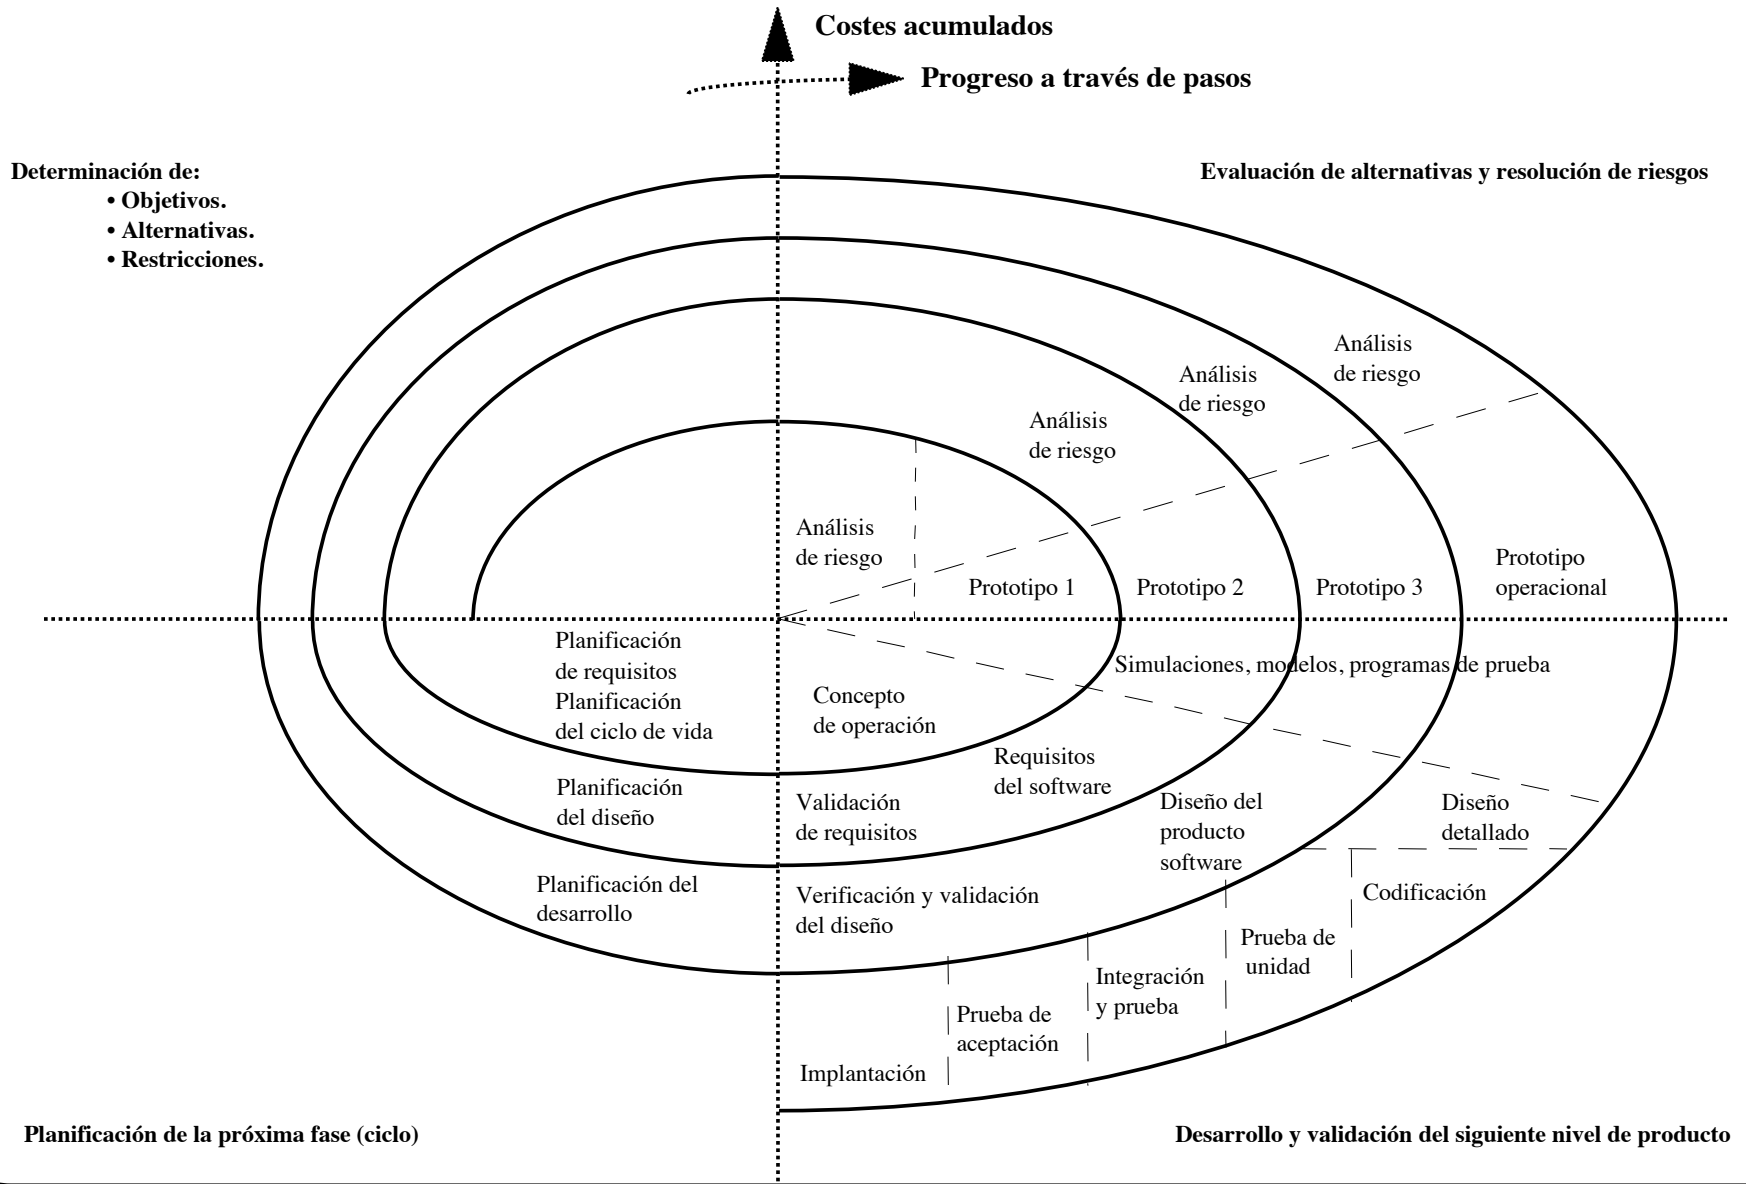 Costes acumulados
Progreso a través de pasos
Determinación de:
• Objetivos.
• Alternativas.
• Restricciones.
Evaluación de alternativas y resolución de riesgos
Análisis
de riesgo
Análisis
de riesgo
Análisis
de riesgo
Análisis
de riesgo
Prototipo 1
Prototipo 2
Prototipo 3
Prototipo
operacional
Planificación
de requisitos
Planificación
del ciclo de vida
Simulaciones, modelos, programas de prueba
Concepto
de operación
Requisitos
del software
Planificación
del diseño
Validación
de requisitos
Diseño del
producto
software
Diseño
detallado
Planificación del
desarrollo
Verificación y validación
del diseño
Codificación
Prueba de
unidad
Integración
y prueba
Prueba de
aceptación
Implantación
Planificación de la próxima fase (ciclo)
Desarrollo y validación del siguiente nivel de producto